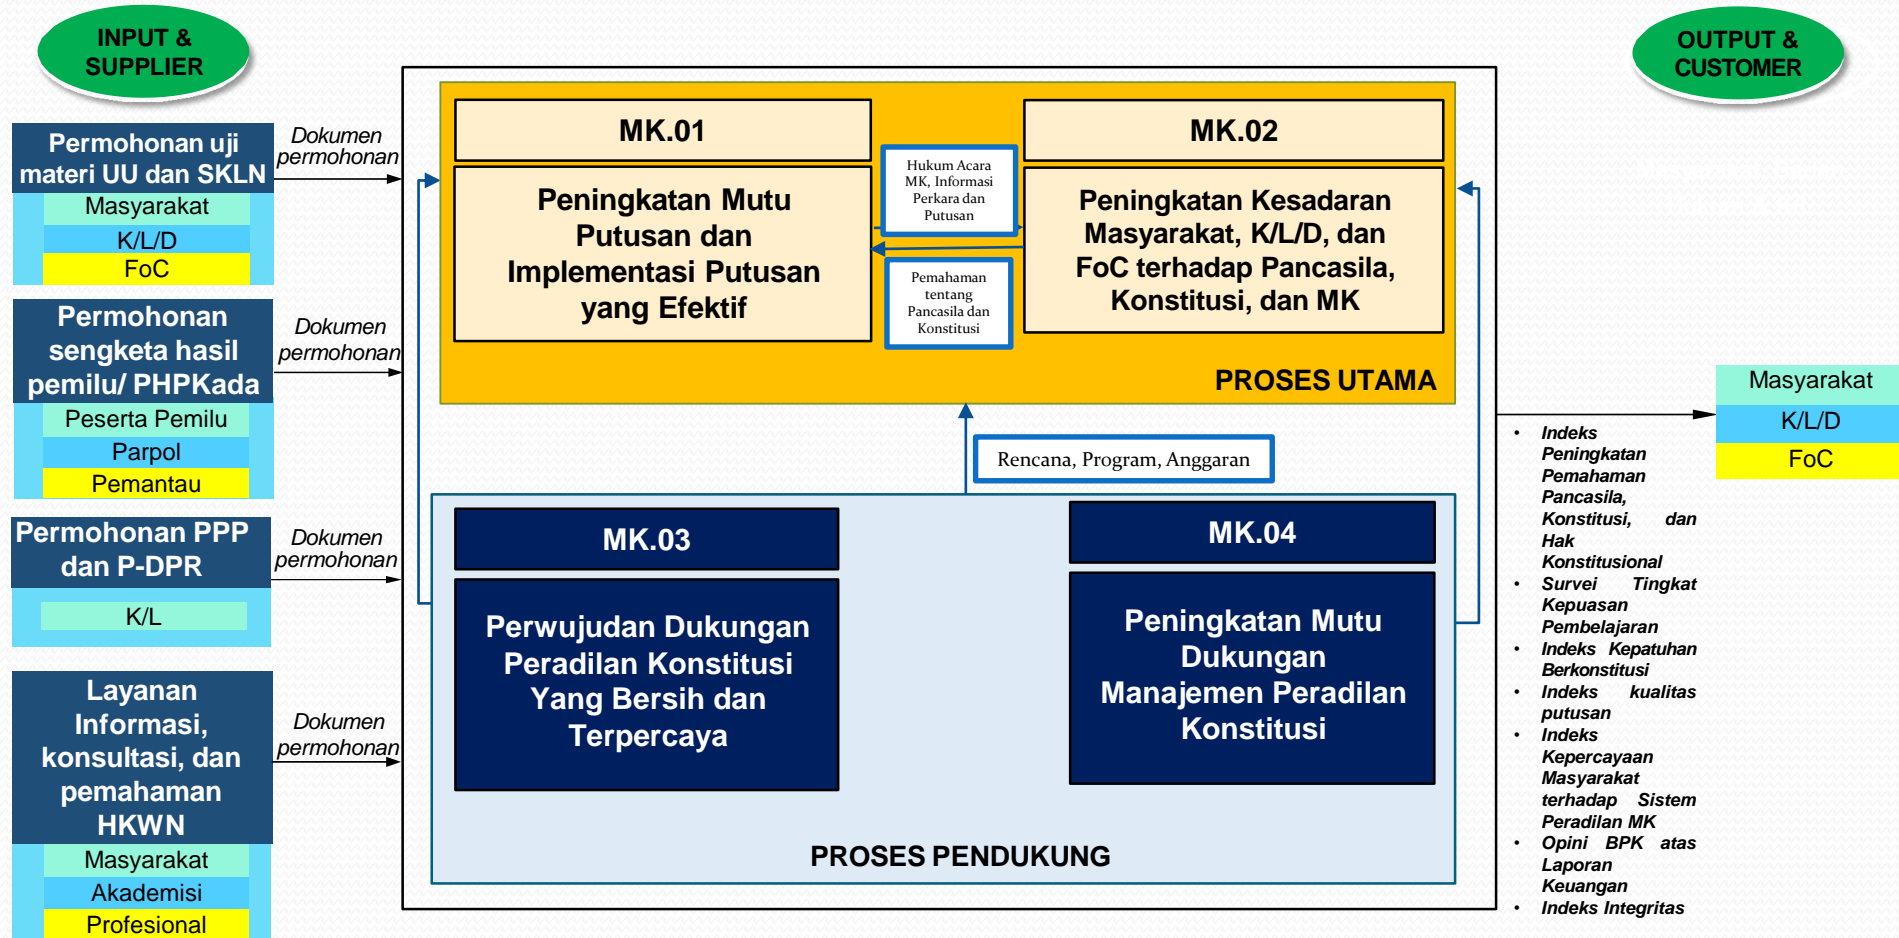 INPUT &
SUPPLIER
OUTPUT &
CUSTOMER
Permohonan uji
materi UU dan SKLN
Masyarakat
K/L/D
FoC
Dokumen
permohonan
Permohonan
sengketa hasil
pemilu/ PHPKada
Peserta Pemilu
Parpol
Pemantau
Dokumen
permohonan
Permohonan PPP
dan P-DPR
K/L
Dokumen
permohonan
Layanan
Informasi,
konsultasi, dan
pemahaman
HKWN
Masyarakat
Akademisi
Profesional
Dokumen
permohonan
MK.01
Peningkatan Mutu
Putusan dan
Implementasi Putusan
yang Efektif
Hukum Acara
MK, Informasi
Perkara dan
Putusan
Pemahaman
tentang
Pancasila dan
Konstitusi
MK.02
Peningkatan Kesadaran
Masyarakat, K/L/D, dan
FoC terhadap Pancasila,
Konstitusi, dan MK
PROSES UTAMA
Rencana, Program, Anggaran
MK.03
Perwujudan Dukungan
Peradilan Konstitusi
Yang Bersih dan
Terpercaya
MK.04
Peningkatan Mutu
Dukungan
Manajemen Peradilan
Konstitusi
PROSES PENDUKUNG
• Indeks
Peningkatan
Pemahaman
Pancasila,
Konstitusi, dan
Hak
Konstitusional
• Survei Tingkat
Kepuasan
Pembelajaran
• Indeks Kepatuhan
Berkonstitusi
• Indeks kualitas
putusan
• Indeks
Kepercayaan
Masyarakat
terhadap Sistem
Peradilan MK
• Opini BPK atas
Laporan
Keuangan
• Indeks Integritas
Masyarakat
K/L/D
FoC